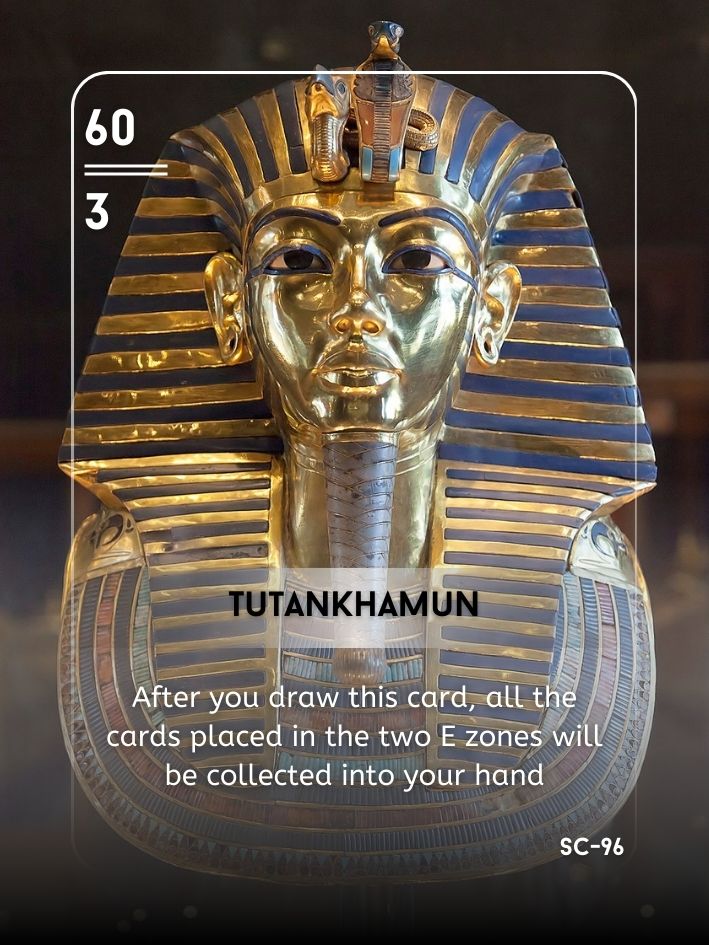 60
3
TUTANKHAMUN
After you draw this card, all the
cards placed in the two E zones will
be collected into your hand
SC-96